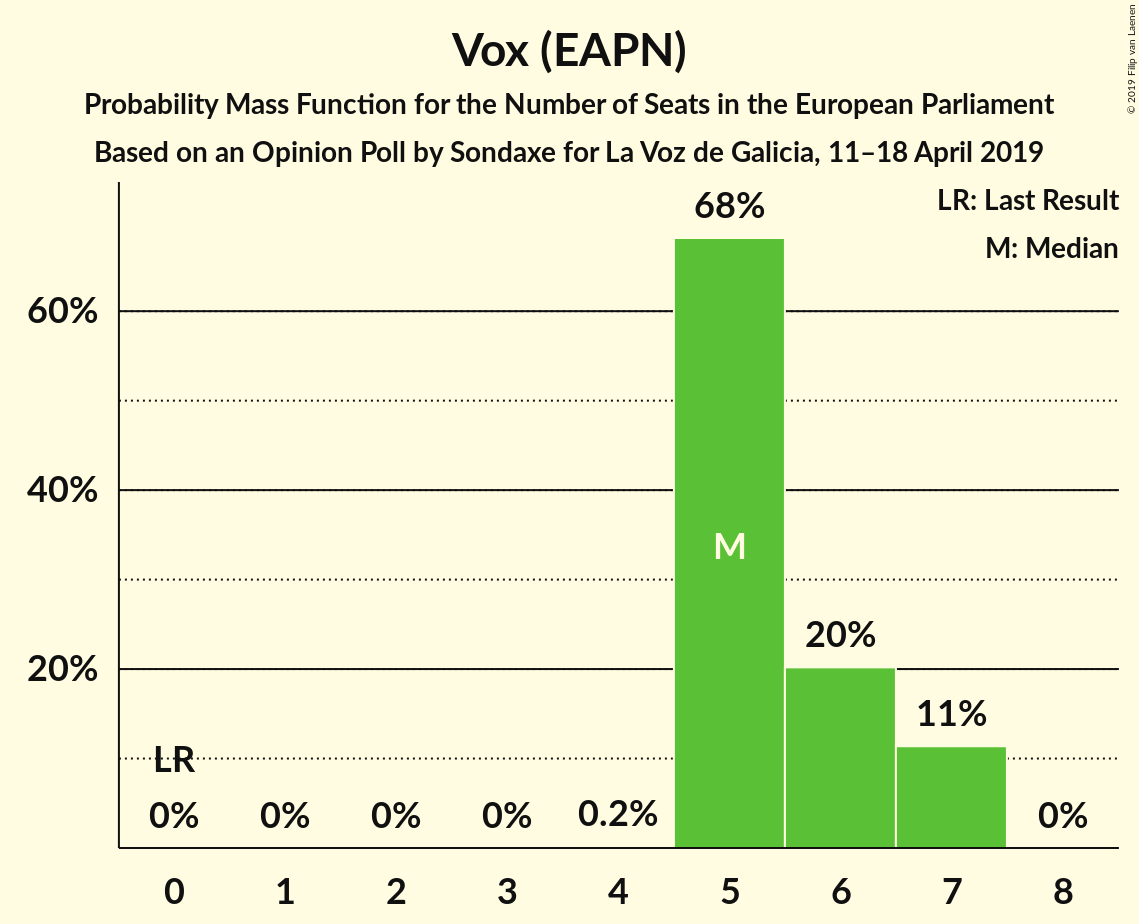 Vox (EAPN)
Probability Mass Function for the Number of Seats in the European Parliament
Based on an Opinion Poll by Sondaxe for La Voz de Galicia, 11–18 April 2019
© 2019 Filip van Laenen
LR: Last Result
M: Median
68%
60%
40%
M
20%
20%
11%
LR
0% 0% 0% 0% 0.2% 0%
0 1 2 3 4 5 6 7 8